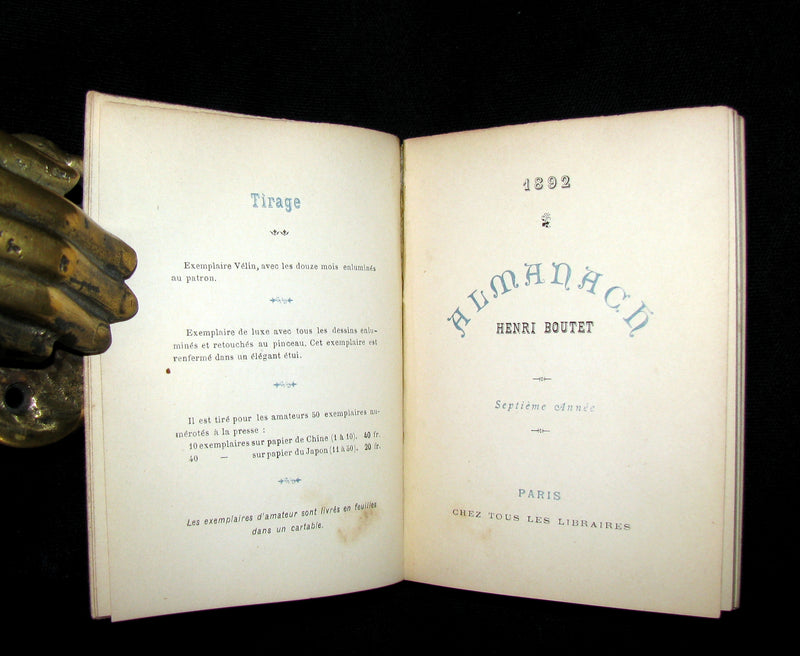 Tirage
Exemplaire Vélin, avec les douze mois enluminés
au patron.
Exemplaire de luxe avec tous les dessins enlu-
minés et retouchés au pinceau. Cet exemplaire est
renfermé dans un élégant étui.
Il est tiré pour les amateurs 50 exemplaires nu-
mérotés à la presse :
10 exemplaires sur papier de Chine (1 à 10). 40 fr.
40 — sur papier du Japon (11 à 50). 20 fr.
Les exemplaires d'amateur sont livrés en feuilles
dans un cartable.
1892
ALMANACH
HENRI BOUTET
Septième Année
PARIS
CHEZ TOUS LES LIBRAIRES